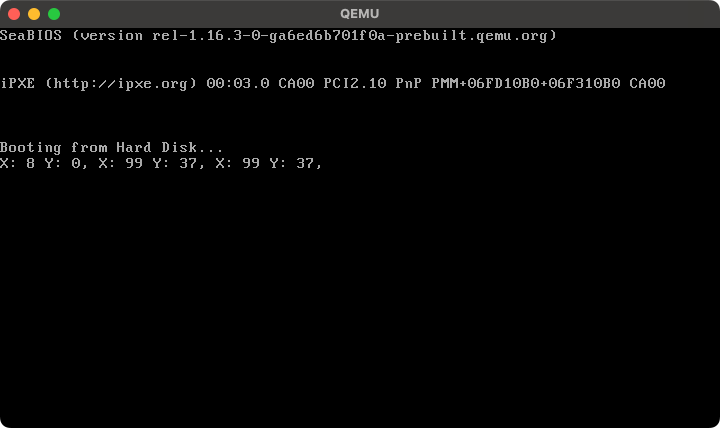 QEMU
SeaBIOS (version rel-1.16.3-0-ga6ed6b701f0a-prebuilt.qemu.org)
iPXE (http://ipxe.org) 00:03.0 CA00 PCI2.10 PnP PMM+06FD10B0+06F310B0 CA00
Booting from Hard Disk...
X: 8 Y: 0, X: 99 Y: 37, X: 99 Y: 37,